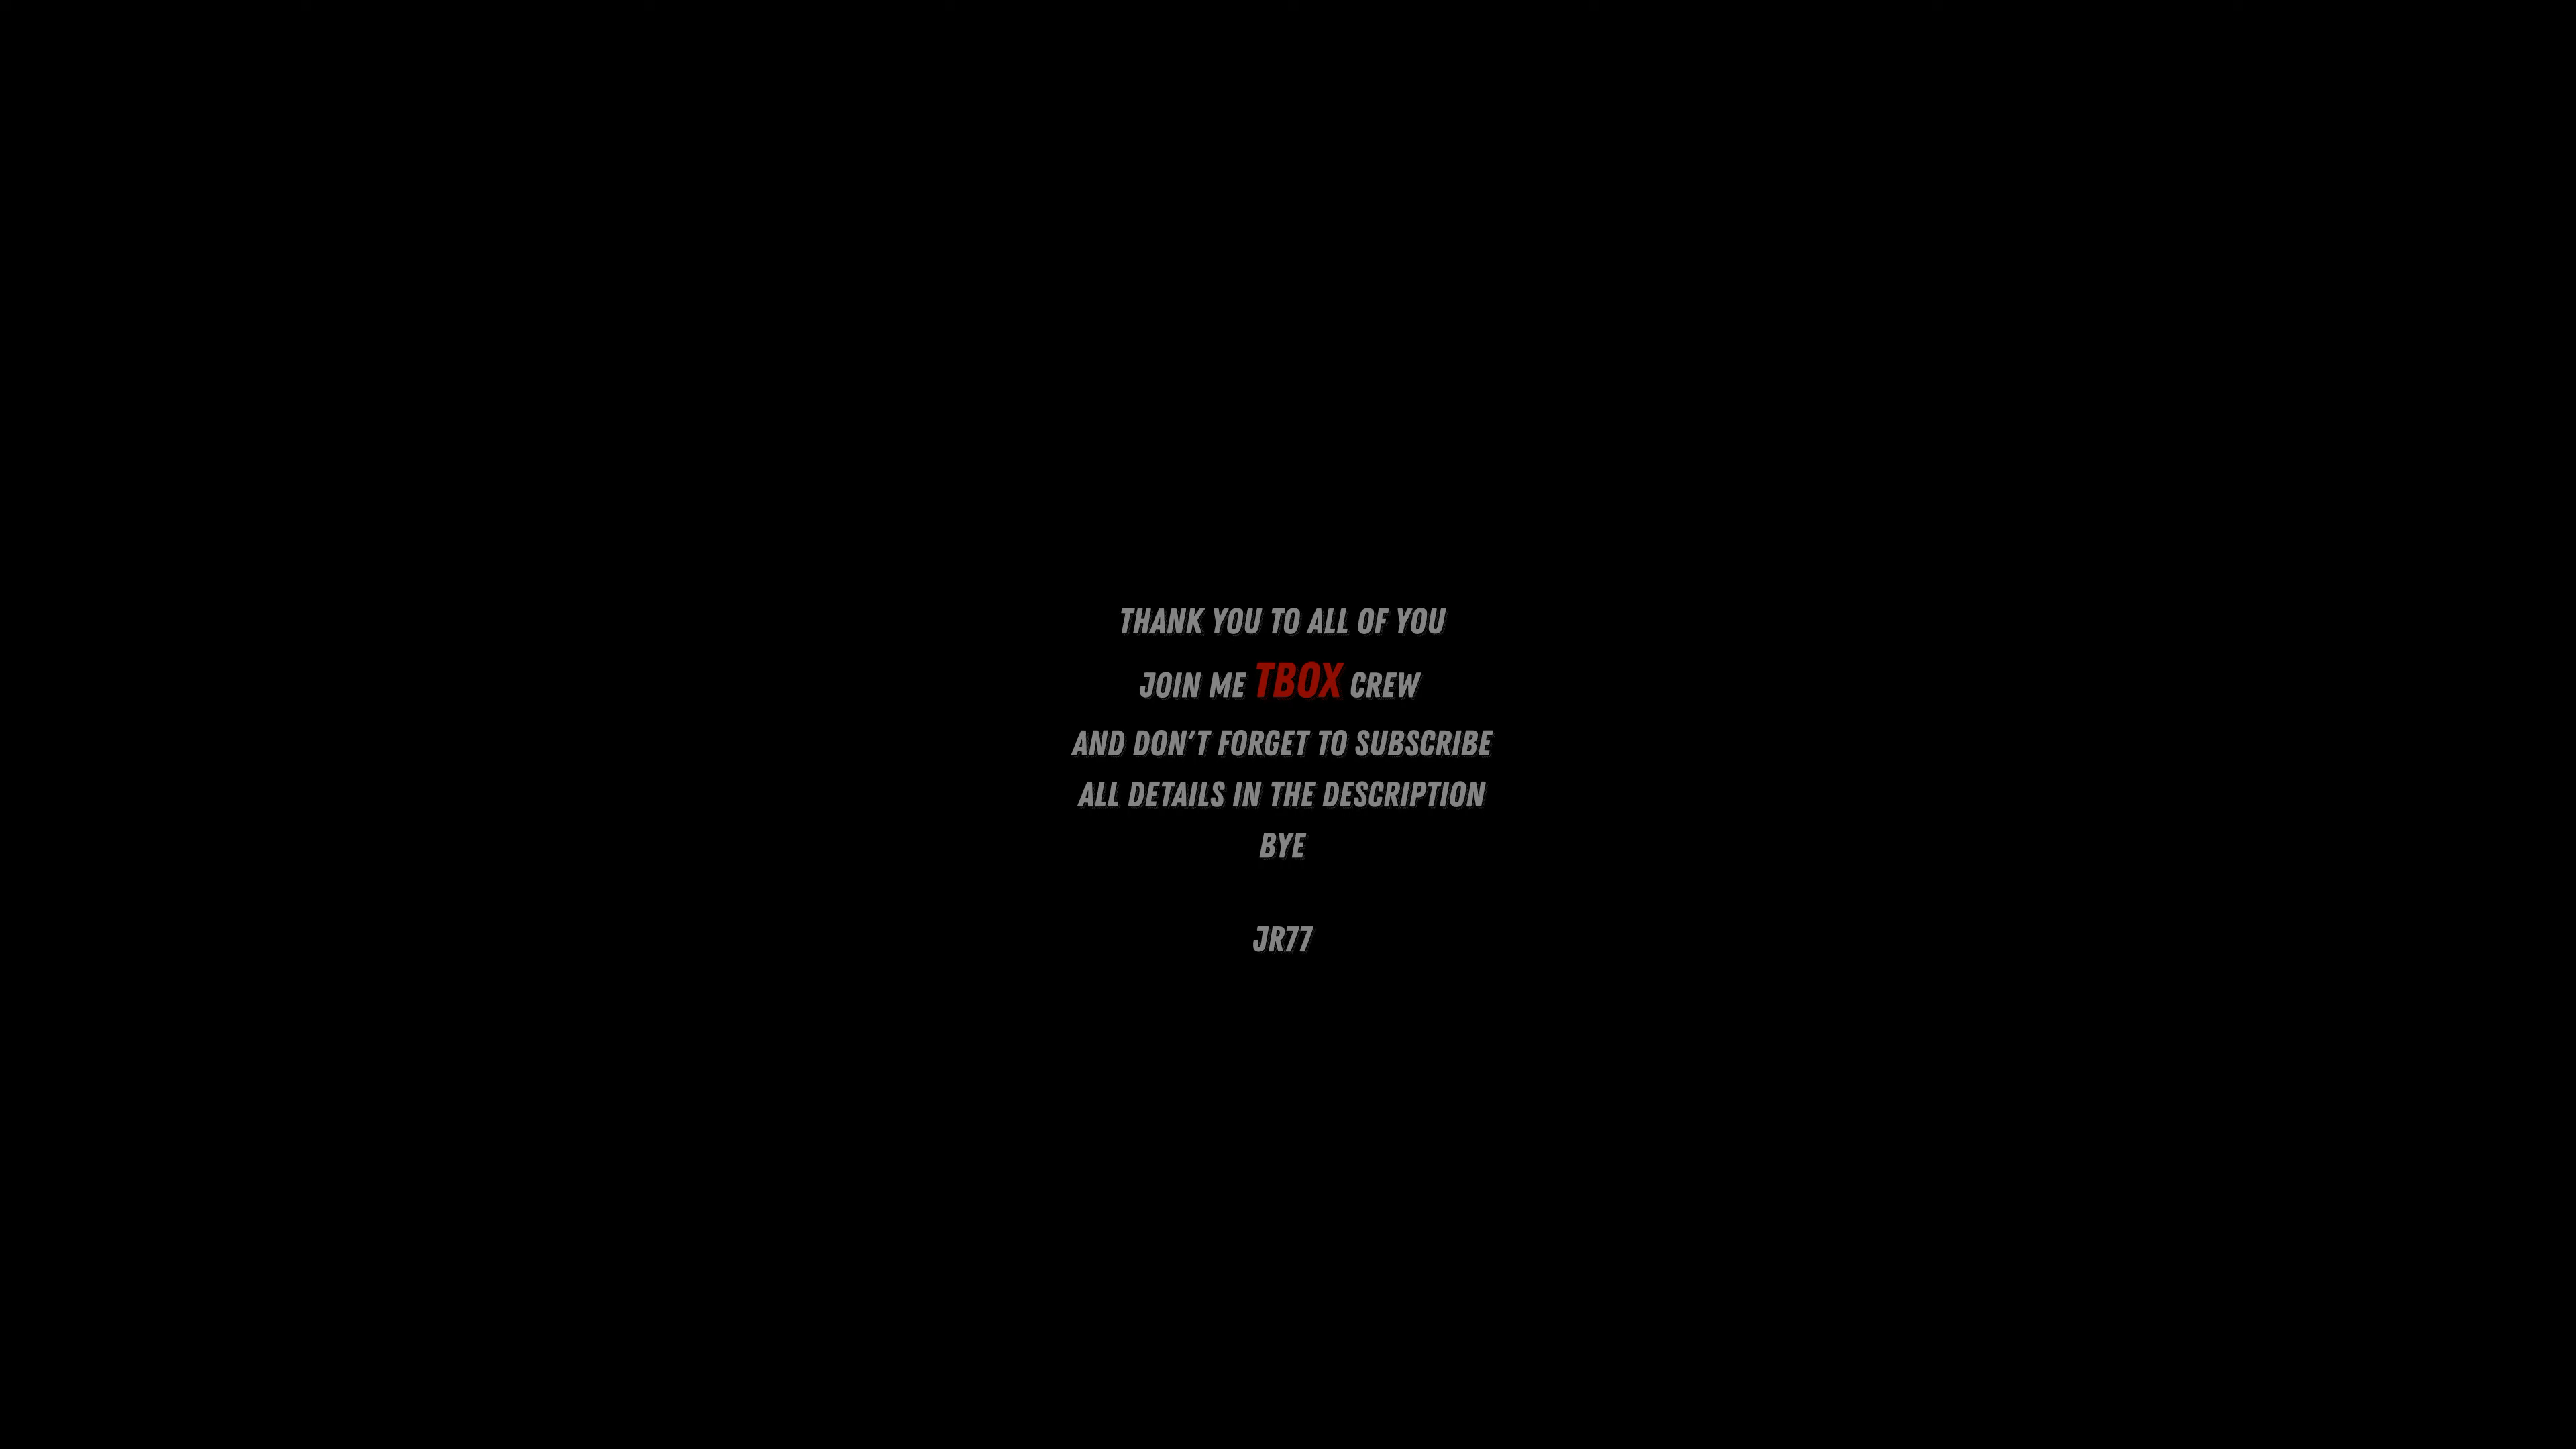 THANK YOU TO ALL OF YOU
JOIN ME TBOX CREW
AND DON'T FORGET TO SUBSCRIBE
ALL DETAILS IN THE DESCRIPTION
BYE
JR77